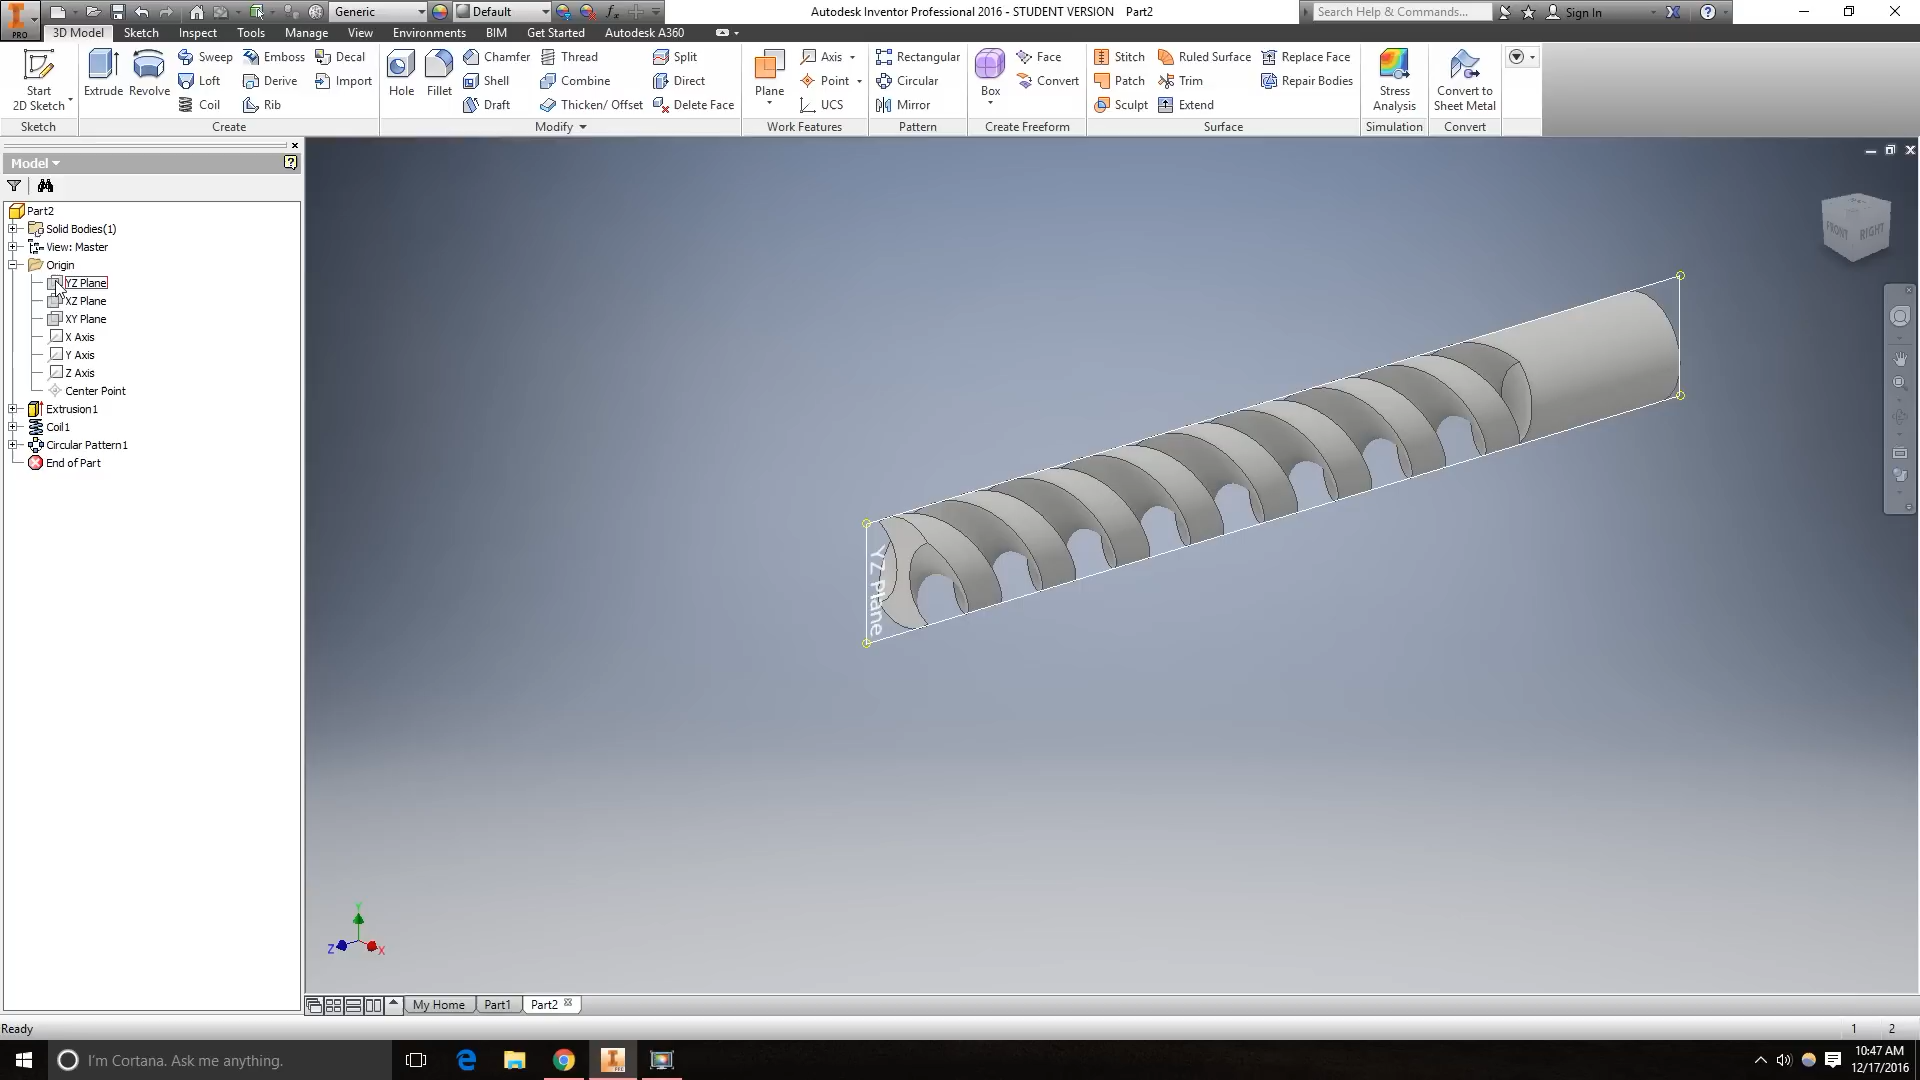 Generic
Default
Autodesk Inventor Professional 2016 - STUDENT VERSION Part2
Search Help & Commands...
Sign In
PRO
3D Model Sketch Inspect Tools Manage View Environments BIM Get Started Autodesk A360
Start
2D Sketch
Extrude
Revolve
Sweep
Loft
Coil
Emboss
Derive
Rib
Decal
Import
Hole
Fillet
Chamfer
Shell
Draft
Thread
Combine
Thicken/ Offset
Split
Direct
Delete Face
Plane
Axis
Point
UCS
Rectangular
Circular
Mirror
Box
Face
Convert
Stitch
Patch
Sculpt
Ruled Surface
Trim
Extend
Replace Face
Repair Bodies
Stress
Analysis
Convert to
Sheet Metal
Sketch Create Modify Work Features Pattern Create Freeform Surface Simulation Convert
Model
Part2
Solid Bodies(1)
View: Master
Origin
YZ Plane
XZ Plane
XY Plane
X Axis
Y Axis
Z Axis
Center Point
Extrusion1
Coil1
Circular Pattern1
End of Part
FRONT
RIGHT
YZ Plane
Y
Z
X
My Home Part1 Part2
Ready
1 2
I'm Cortana. Ask me anything.
10:47 AM
12/17/2016